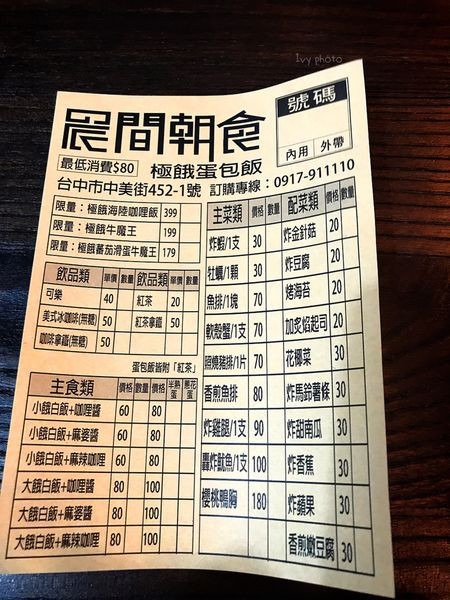 Ivy photo
晁間朝食
號碼
內用 外帶
最低消費$80 極餓蛋包飯
台中市中美街452-1號 訂購專線：0917-911110
限量：極餓海陸咖哩飯 399
限量：極餓牛魔王 199
限量：極餓蕃茄滑蛋牛魔王 179
飲品類 單價 數量 飲品類 單價 數量
可樂 40 紅茶 20
美式冰咖啡(無糖) 50 紅茶拿鐵 50
咖啡拿鐵(無糖) 50
蛋包飯皆附「紅茶」
主食類 價格 數量 價格 半熟蛋 蔥花蛋
小餓白飯+咖哩醬 60 80
小餓白飯+麻婆醬 60 80
小餓白飯+麻辣咖哩 60 80
大餓白飯+咖哩醬 80 100
大餓白飯+麻婆醬 80 100
大餓白飯+麻辣咖哩 80 100
主菜類 價格 數量
炸蝦/1支 30
牡蠣/1顆 30
魚排/1塊 70
軟殼蟹/1支 70
照燒豬排/1片 70
香煎魚排 80
炸雞腿/1支 90
轟炸魷魚/1支 100
櫻桃鴨胸 180
配菜類 價格 數量
炸金針菇 20
炸豆腐 20
烤海苔 20
加炙焰起司 20
花椰菜 30
炸馬鈴薯條 30
炸甜南瓜 30
炸香蕉 30
炸蘋果 30
香煎嫩豆腐 30